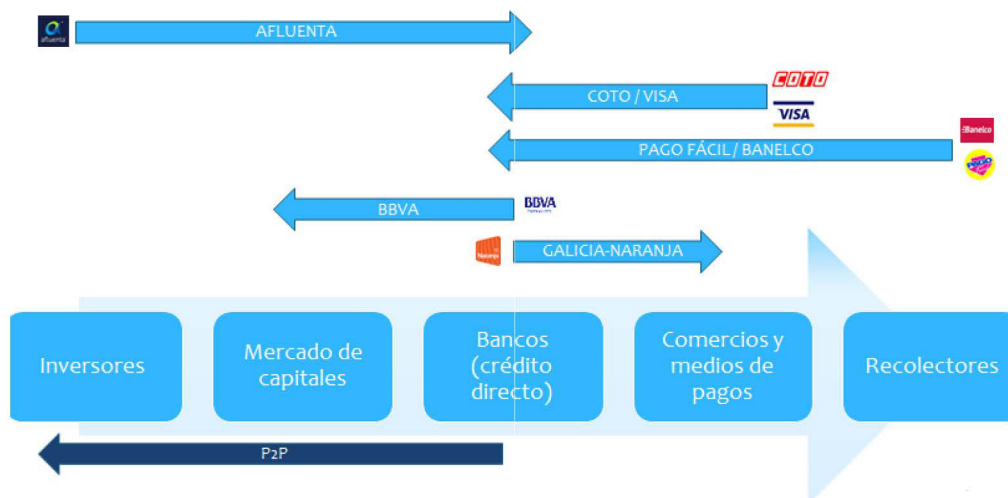 afluenta
AFLUENTA
COTO
COTO / VISA
VISA
Banelco
PAGO FÁCIL / BANELCO
PAGO
BBVA
BBVA
Naranja
GALICIA-NARANJA
Inversores
Mercado de
capitales
Bancos
(crédito
directo)
Comercios y
medios de
pagos
Recolectores
P2P